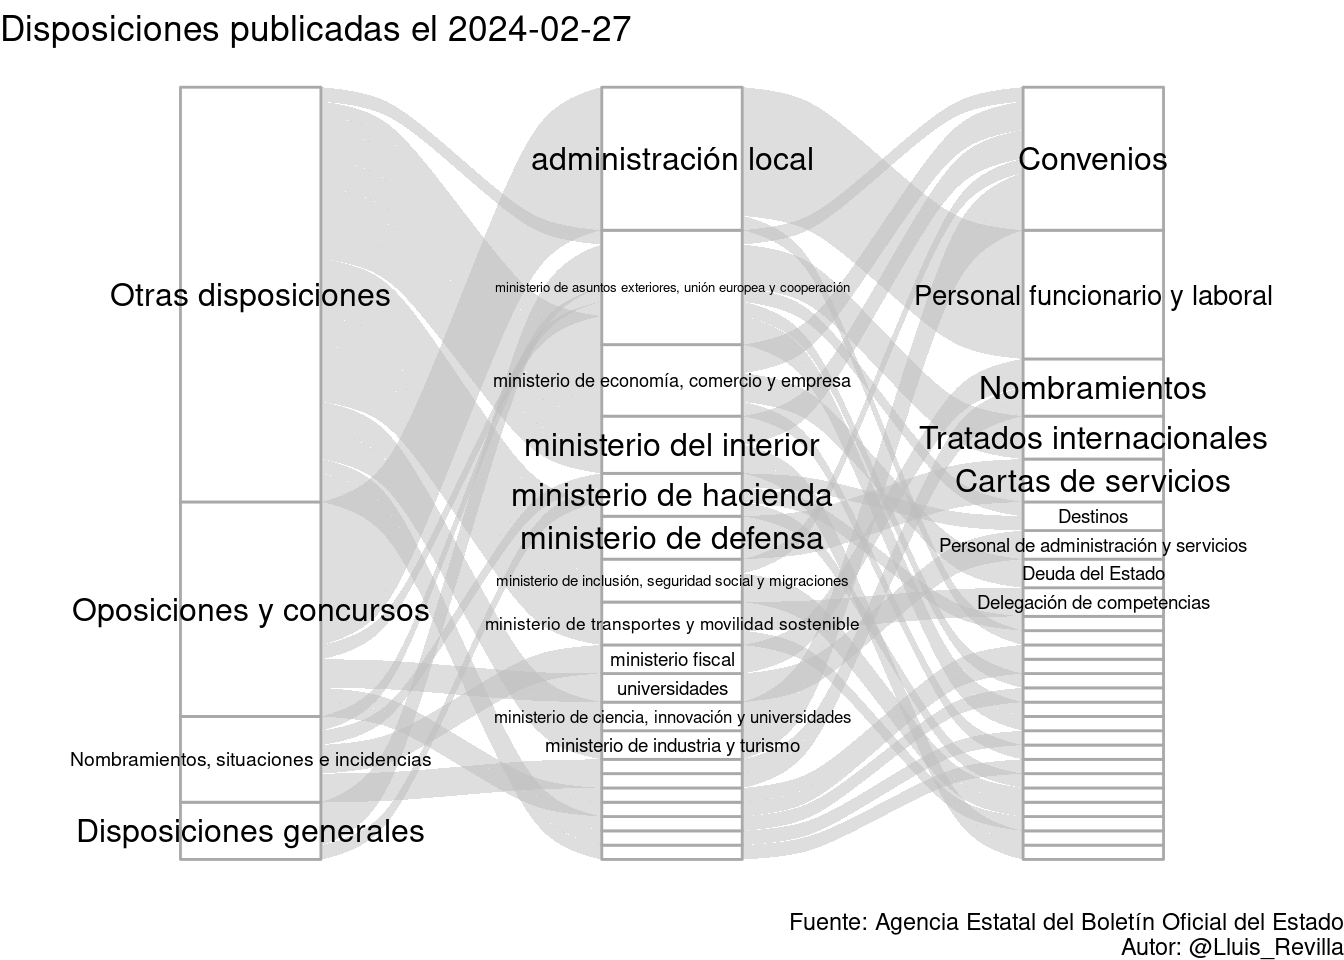 Disposiciones publicadas el 2024-02-27
Otras disposiciones
Oposiciones y concursos
Nombramientos, situaciones e incidencias
Disposiciones generales
administración local
ministerio de asuntos exteriores, unión europea y cooperación
ministerio de economía, comercio y empresa
ministerio del interior
ministerio de hacienda
ministerio de defensa
ministerio de inclusión, seguridad social y migraciones
ministerio de transportes y movilidad sostenible
ministerio fiscal
universidades
ministerio de ciencia, innovación y universidades
ministerio de industria y turismo
Convenios
Personal funcionario y laboral
Nombramientos
Tratados internacionales
Cartas de servicios
Destinos
Personal de administración y servicios
Deuda del Estado
Delegación de competencias
Fuente: Agencia Estatal del Boletín Oficial del Estado
Autor: @Lluis_Revilla